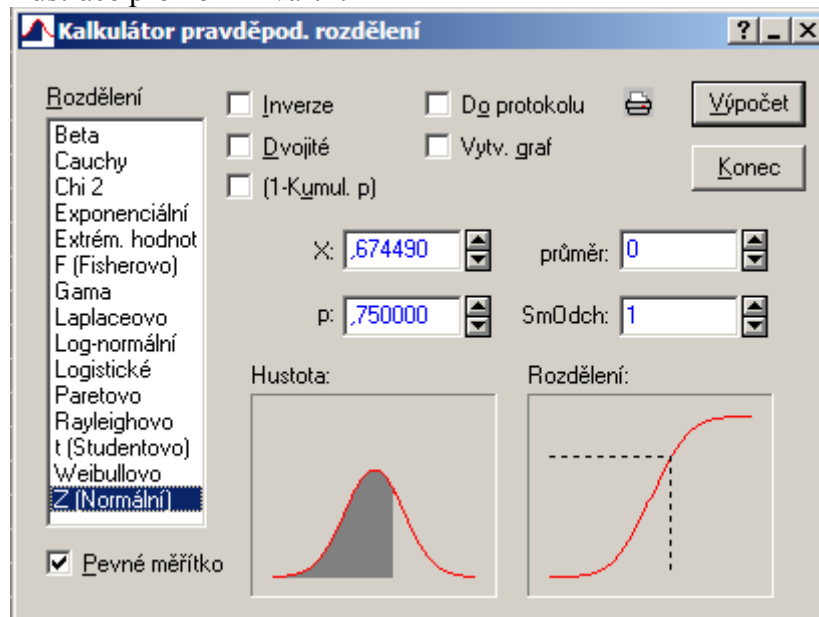 Kalkulátor pravděpod. rozdělení
Rozdělení
Beta
Cauchy
Chi 2
Exponenciální
Extrém. hodnot
F (Fisherovo)
Gama
Laplaceovo
Log-normální
Logistické
Paretovo
Rayleighovo
t (Studentovo)
Weibullovo
Z (Normální)
Pevné měřítko
Inverze
Dvojité
(1-Kumul. p)
Do protokolu
Vytv. graf
Výpočet
Konec
X: ,674490
průměr: 0
p: ,750000
SmOdch: 1
Hustota:
Rozdělení: